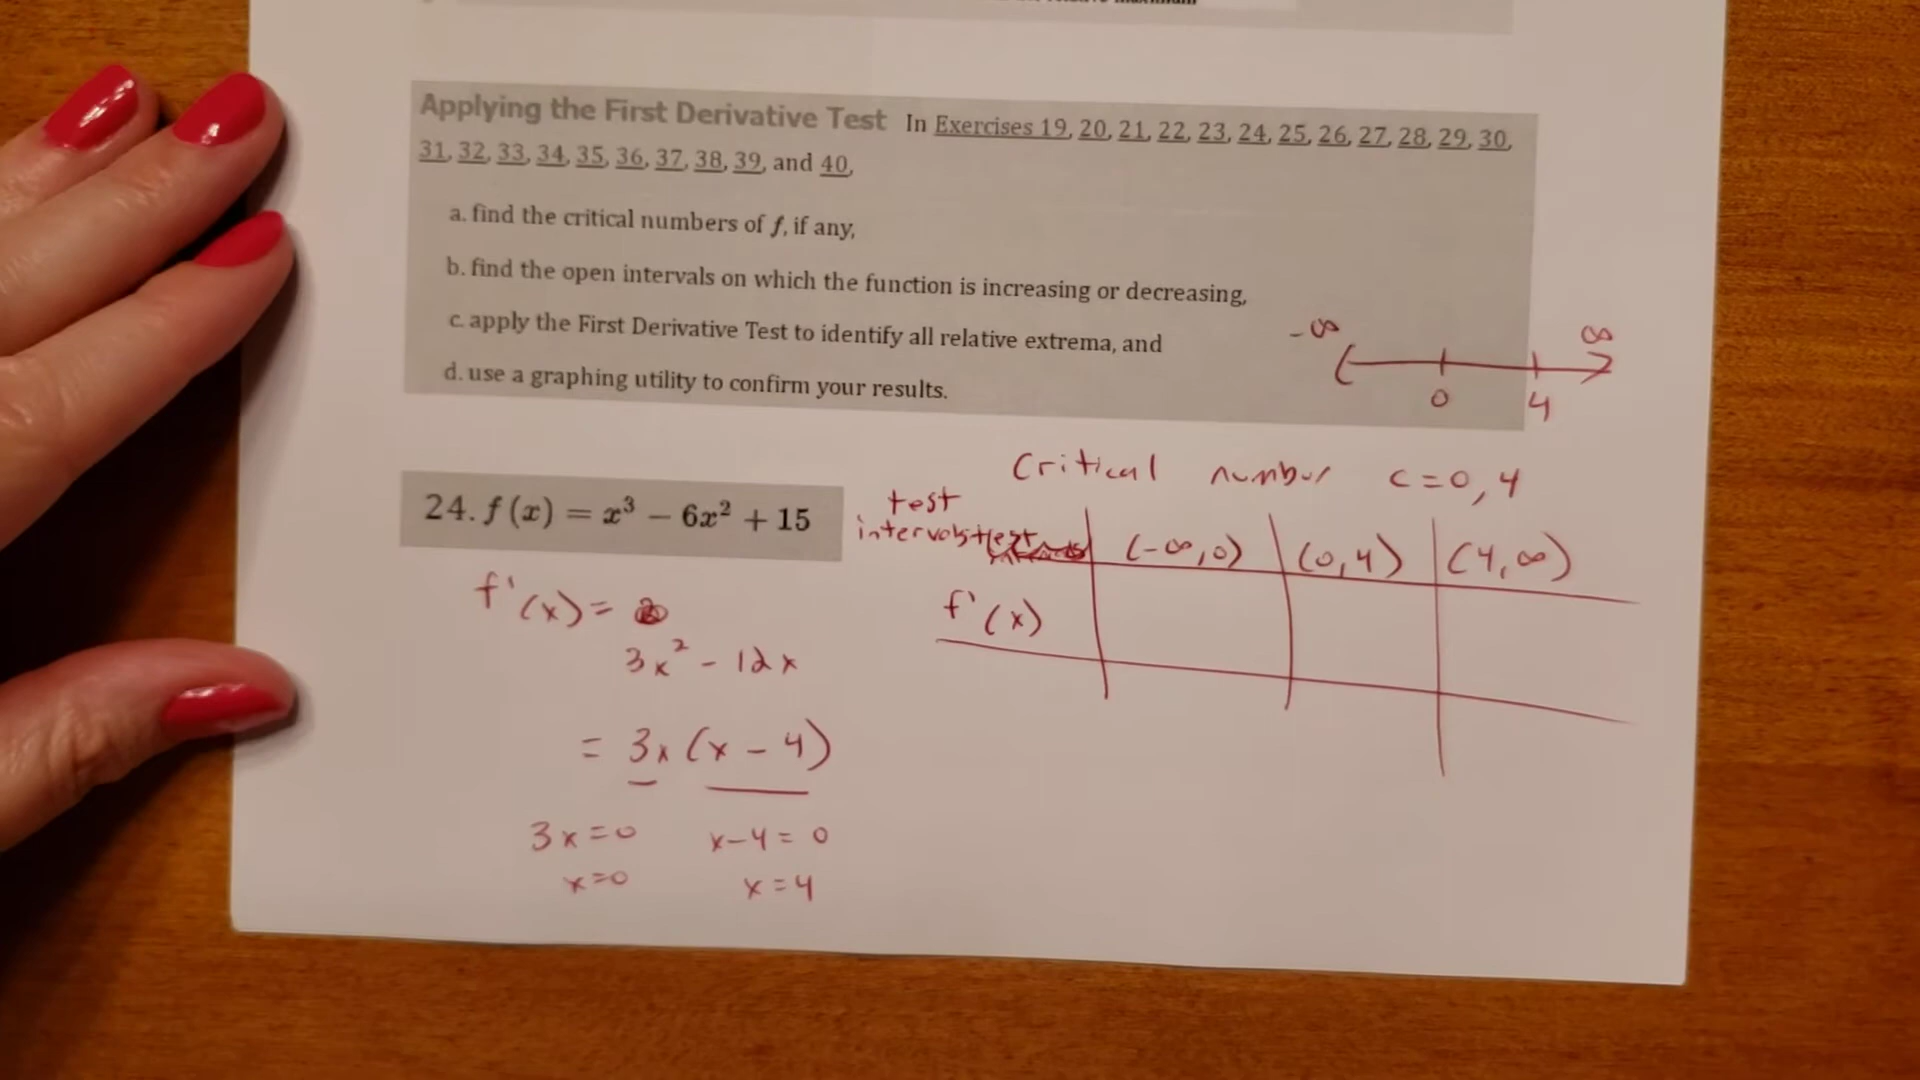 Applying the First Derivative Test In Exercises 19, 20, 21, 22, 23, 24, 25, 26, 27, 28, 29, 30,
31, 32, 33, 34, 35, 36, 37, 38, 39, and 40,
a. find the critical numbers of f, if any,
b. find the open intervals on which the function is increasing or decreasing,
c. apply the First Derivative Test to identify all relative extrema, and
d. use a graphing utility to confirm your results.
-∞ ∞
0 4
Critical number c = 0, 4
24. f (x) = x³ − 6x² + 15
test
intervals (-∞,0) (0,4) (4,∞)
f'(x)
f'(x) =
3x² - 12x
= 3x (x - 4)
3x=0 x-4=0
x=0 x=4